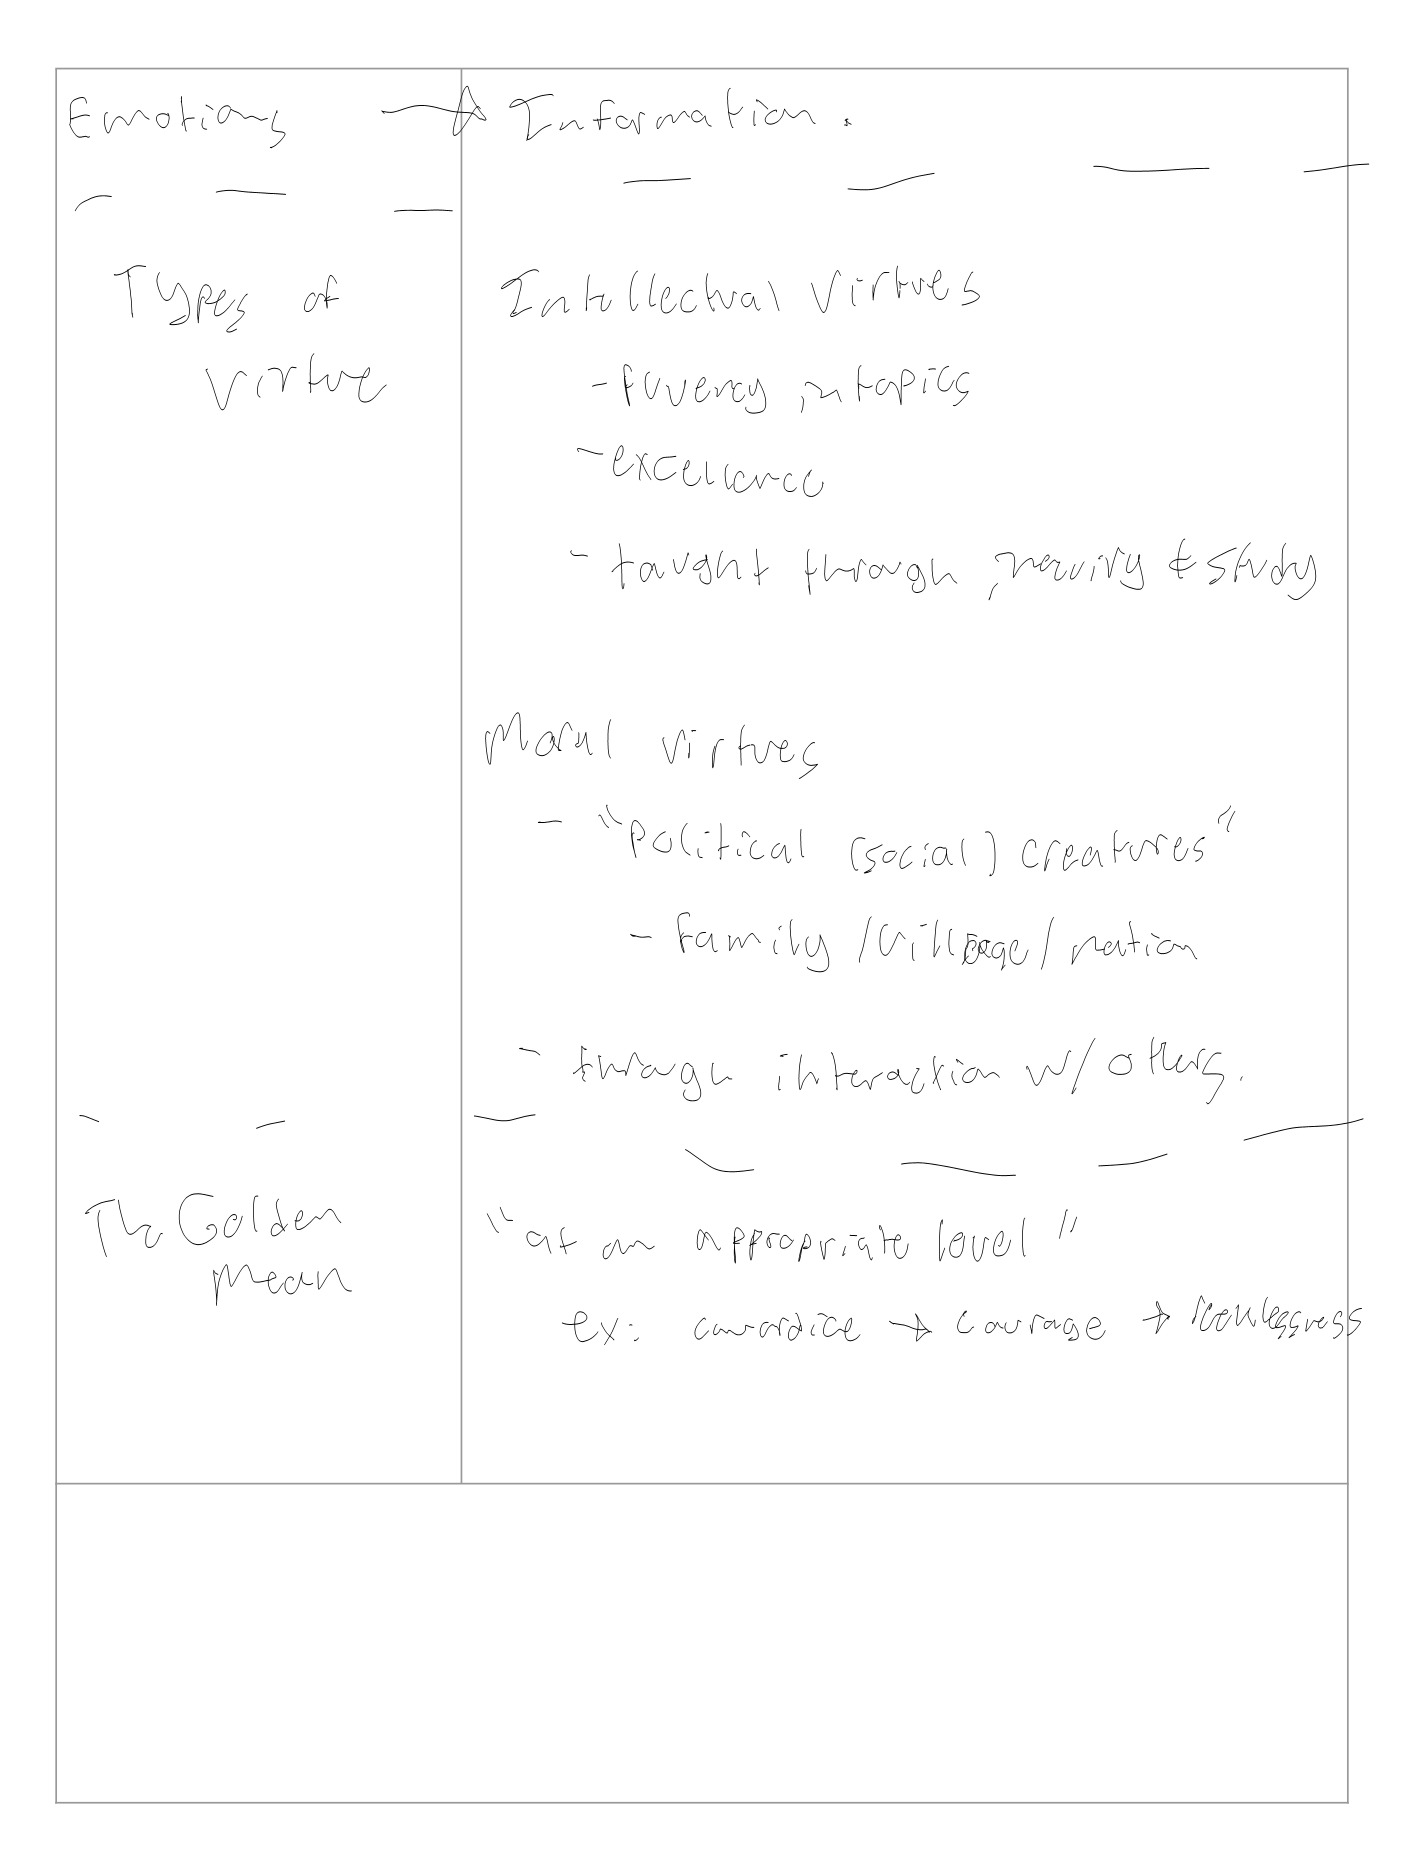 Emotions → Information.
Types of
virtue
Intellectual virtues
- fluency in topics
- excellence
- taught through inquiry & study
Moral virtues
- "political (social) creatures"
- family / village / nation
- through interaction w/ others.
The Golden
mean
"at an appropriate level"
ex: cowardice → courage → recklessness